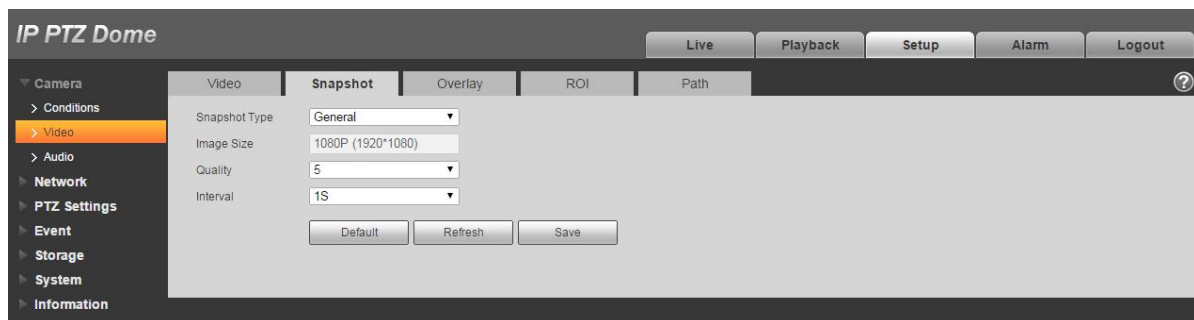 IP PTZ Dome
Live Playback Setup Alarm Logout
Camera
Conditions
Video
Audio
Network
PTZ Settings
Event
Storage
System
Information
Video Snapshot Overlay ROI Path ?
Snapshot Type General
Image Size 1080P (1920*1080)
Quality 5
Interval 1S
Default Refresh Save